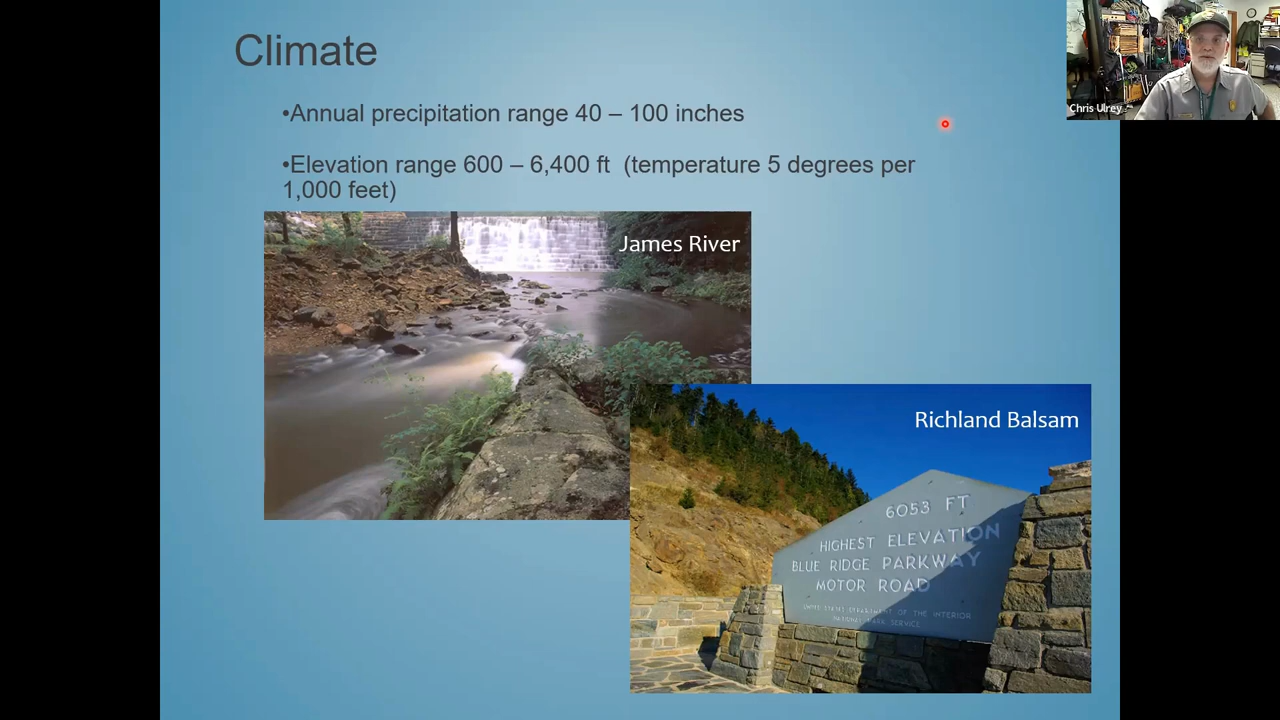 Climate
•Annual precipitation range 40 – 100 inches
•Elevation range 600 – 6,400 ft  (temperature 5 degrees per
1,000 feet)
James River
Richland Balsam
6053 FT
HIGHEST ELEVATION
BLUE RIDGE PARKWAY
MOTOR ROAD
UNITED STATES DEPARTMENT OF THE INTERIOR
NATIONAL PARK SERVICE
Chris Ulrey